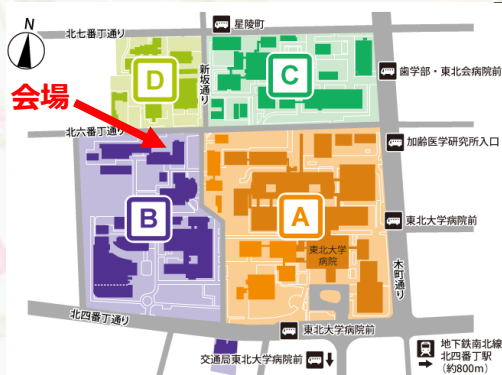 N
星陵町
北七番丁通り
新坂通り
D
C
歯学部・東北会病院前
会場
北六番丁通り
加齢医学研究所入口
B
A
東北大学病院前
東北大学
病院
木町通り
北四番丁通り
東北大学病院前
交通局東北大学病院前
地下鉄南北線
北四番丁駅
(約800m)